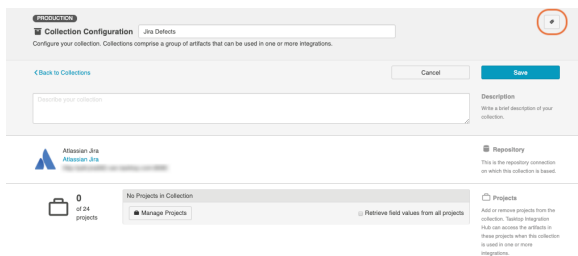 PRODUCTION
Collection Configuration Jira Defects
Configure your collection. Collections comprise a group of artifacts that can be used in one or more integrations.
Back to Collections
Cancel
Save
Describe your collection
Description
Write a brief description of your
collection.
Atlassian Jira
Atlassian Jira
Repository
This is the repository connection
on which this collection is based.
0
of 24
projects
No Projects in Collection
Manage Projects
Retrieve field values from all projects
Projects
Add or remove projects from the
collection. Tasktop Integration
Hub can access the artifacts in
these projects when this collection
is used in one or more
integrations.